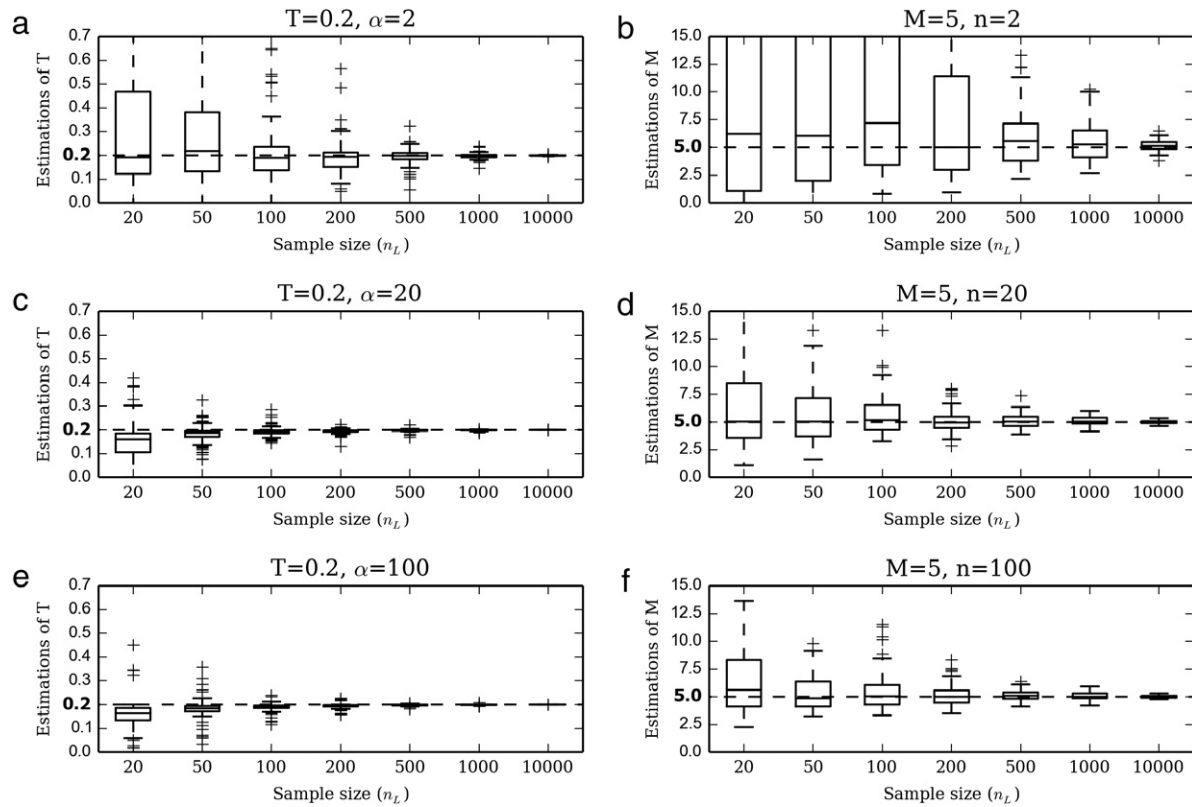 a
T=0.2, α=2
Estimations of T
0.7
0.6
0.5
0.4
0.3
0.2
0.1
0.0
20 50 100 200 500 1000 10000
Sample size (n_L)
b
M=5, n=2
Estimations of M
15.0
12.5
10.0
7.5
5.0
2.5
0.0
20 50 100 200 500 1000 10000
Sample size (n_L)
c
T=0.2, α=20
Estimations of T
0.7
0.6
0.5
0.4
0.3
0.2
0.1
0.0
20 50 100 200 500 1000 10000
Sample size (n_L)
d
M=5, n=20
Estimations of M
15.0
12.5
10.0
7.5
5.0
2.5
0.0
20 50 100 200 500 1000 10000
Sample size (n_L)
e
T=0.2, α=100
Estimations of T
0.7
0.6
0.5
0.4
0.3
0.2
0.1
0.0
20 50 100 200 500 1000 10000
Sample size (n_L)
f
M=5, n=100
Estimations of M
15.0
12.5
10.0
7.5
5.0
2.5
0.0
20 50 100 200 500 1000 10000
Sample size (n_L)